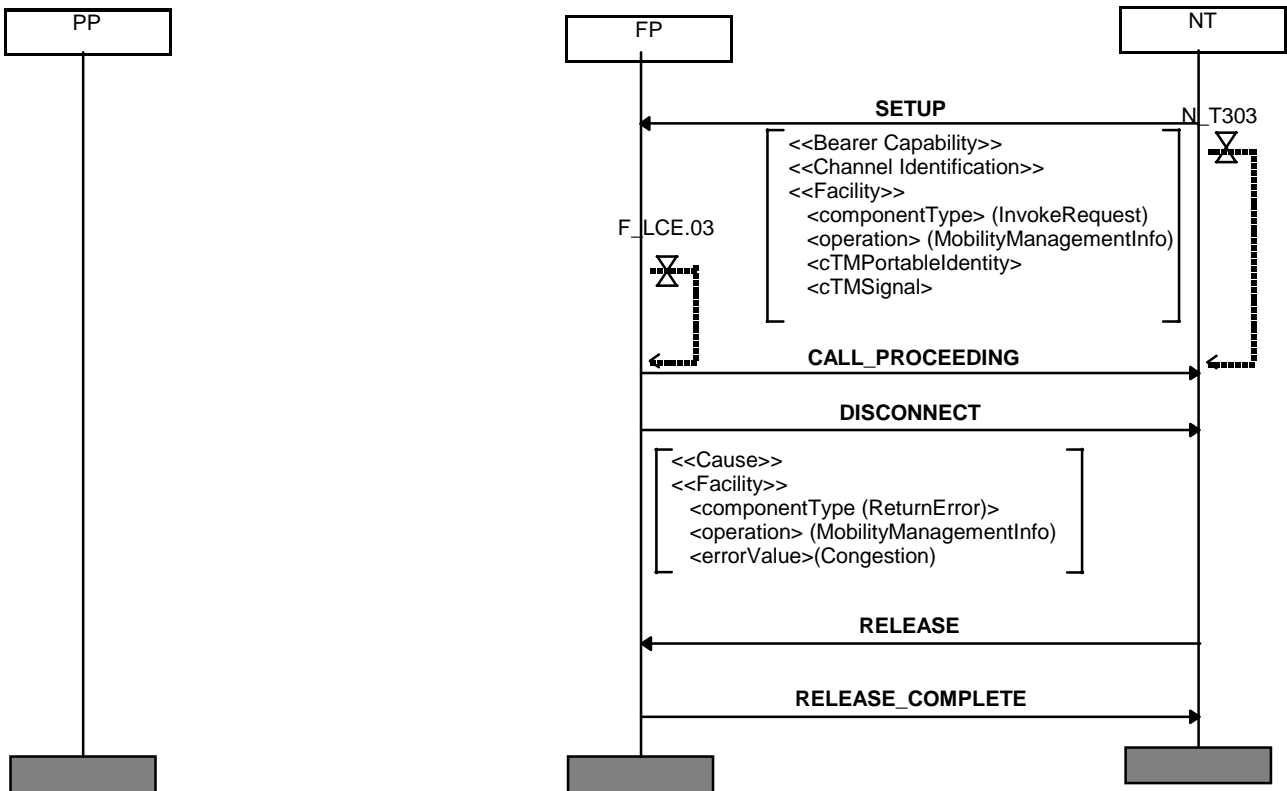 PP
FP
NT
SETUP
N_T303
<<Bearer Capability>>
<<Channel Identification>>
<<Facility>>
<componentType> (InvokeRequest)
F_LCE.03
<operation> (MobilityManagementInfo)
<cTMPortableIdentity>
<cTMSignal>
CALL_PROCEEDING
DISCONNECT
<<Cause>>
<<Facility>>
<componentType (ReturnError)>
<operation> (MobilityManagementInfo)
<errorValue>(Congestion)
RELEASE
RELEASE_COMPLETE